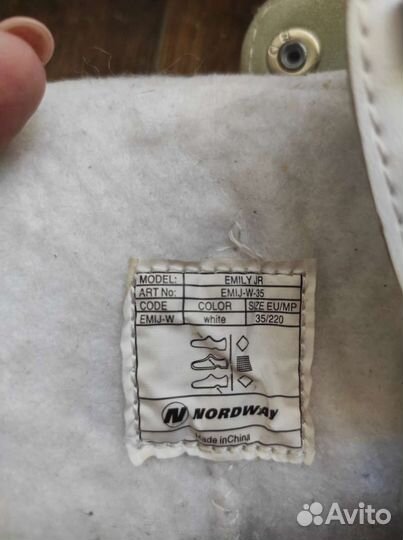 MODEL: EMILY JR
ART No: EMIJ-W-35
CODE COLOR SIZE EU/MP
EMIJ-W white 35/220
NORDWAY
Made in China
Avito